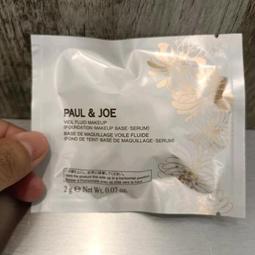 PAUL & JOE
VEIL FLUID MAKEUP
(FOUNDATION·MAKEUP BASE·SERUM)
BASE DE MAQUILLAGE VOILE FLUIDE
(FOND DE TEINT·BASE DE MAQUILLAGE·SERUM)
2 g ℮ Net Wt. 0.07 oz.